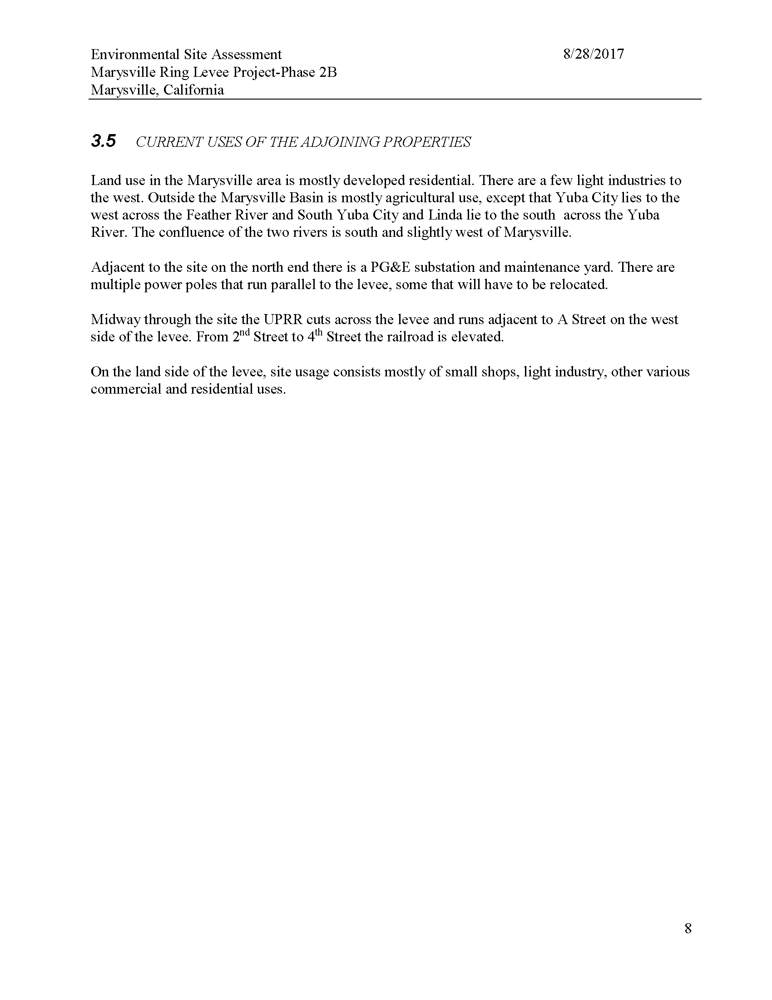 Environmental Site Assessment 8/28/2017
Marysville Ring Levee Project-Phase 2B
Marysville, California
3.5 CURRENT USES OF THE ADJOINING PROPERTIES
Land use in the Marysville area is mostly developed residential. There are a few light industries to
the west. Outside the Marysville Basin is mostly agricultural use, except that Yuba City lies to the
west across the Feather River and South Yuba City and Linda lie to the south  across the Yuba
River. The confluence of the two rivers is south and slightly west of Marysville.
Adjacent to the site on the north end there is a PG&E substation and maintenance yard. There are
multiple power poles that run parallel to the levee, some that will have to be relocated.
Midway through the site the UPRR cuts across the levee and runs adjacent to A Street on the west
side of the levee. From 2nd Street to 4th Street the railroad is elevated.
On the land side of the levee, site usage consists mostly of small shops, light industry, other various
commercial and residential uses.
8